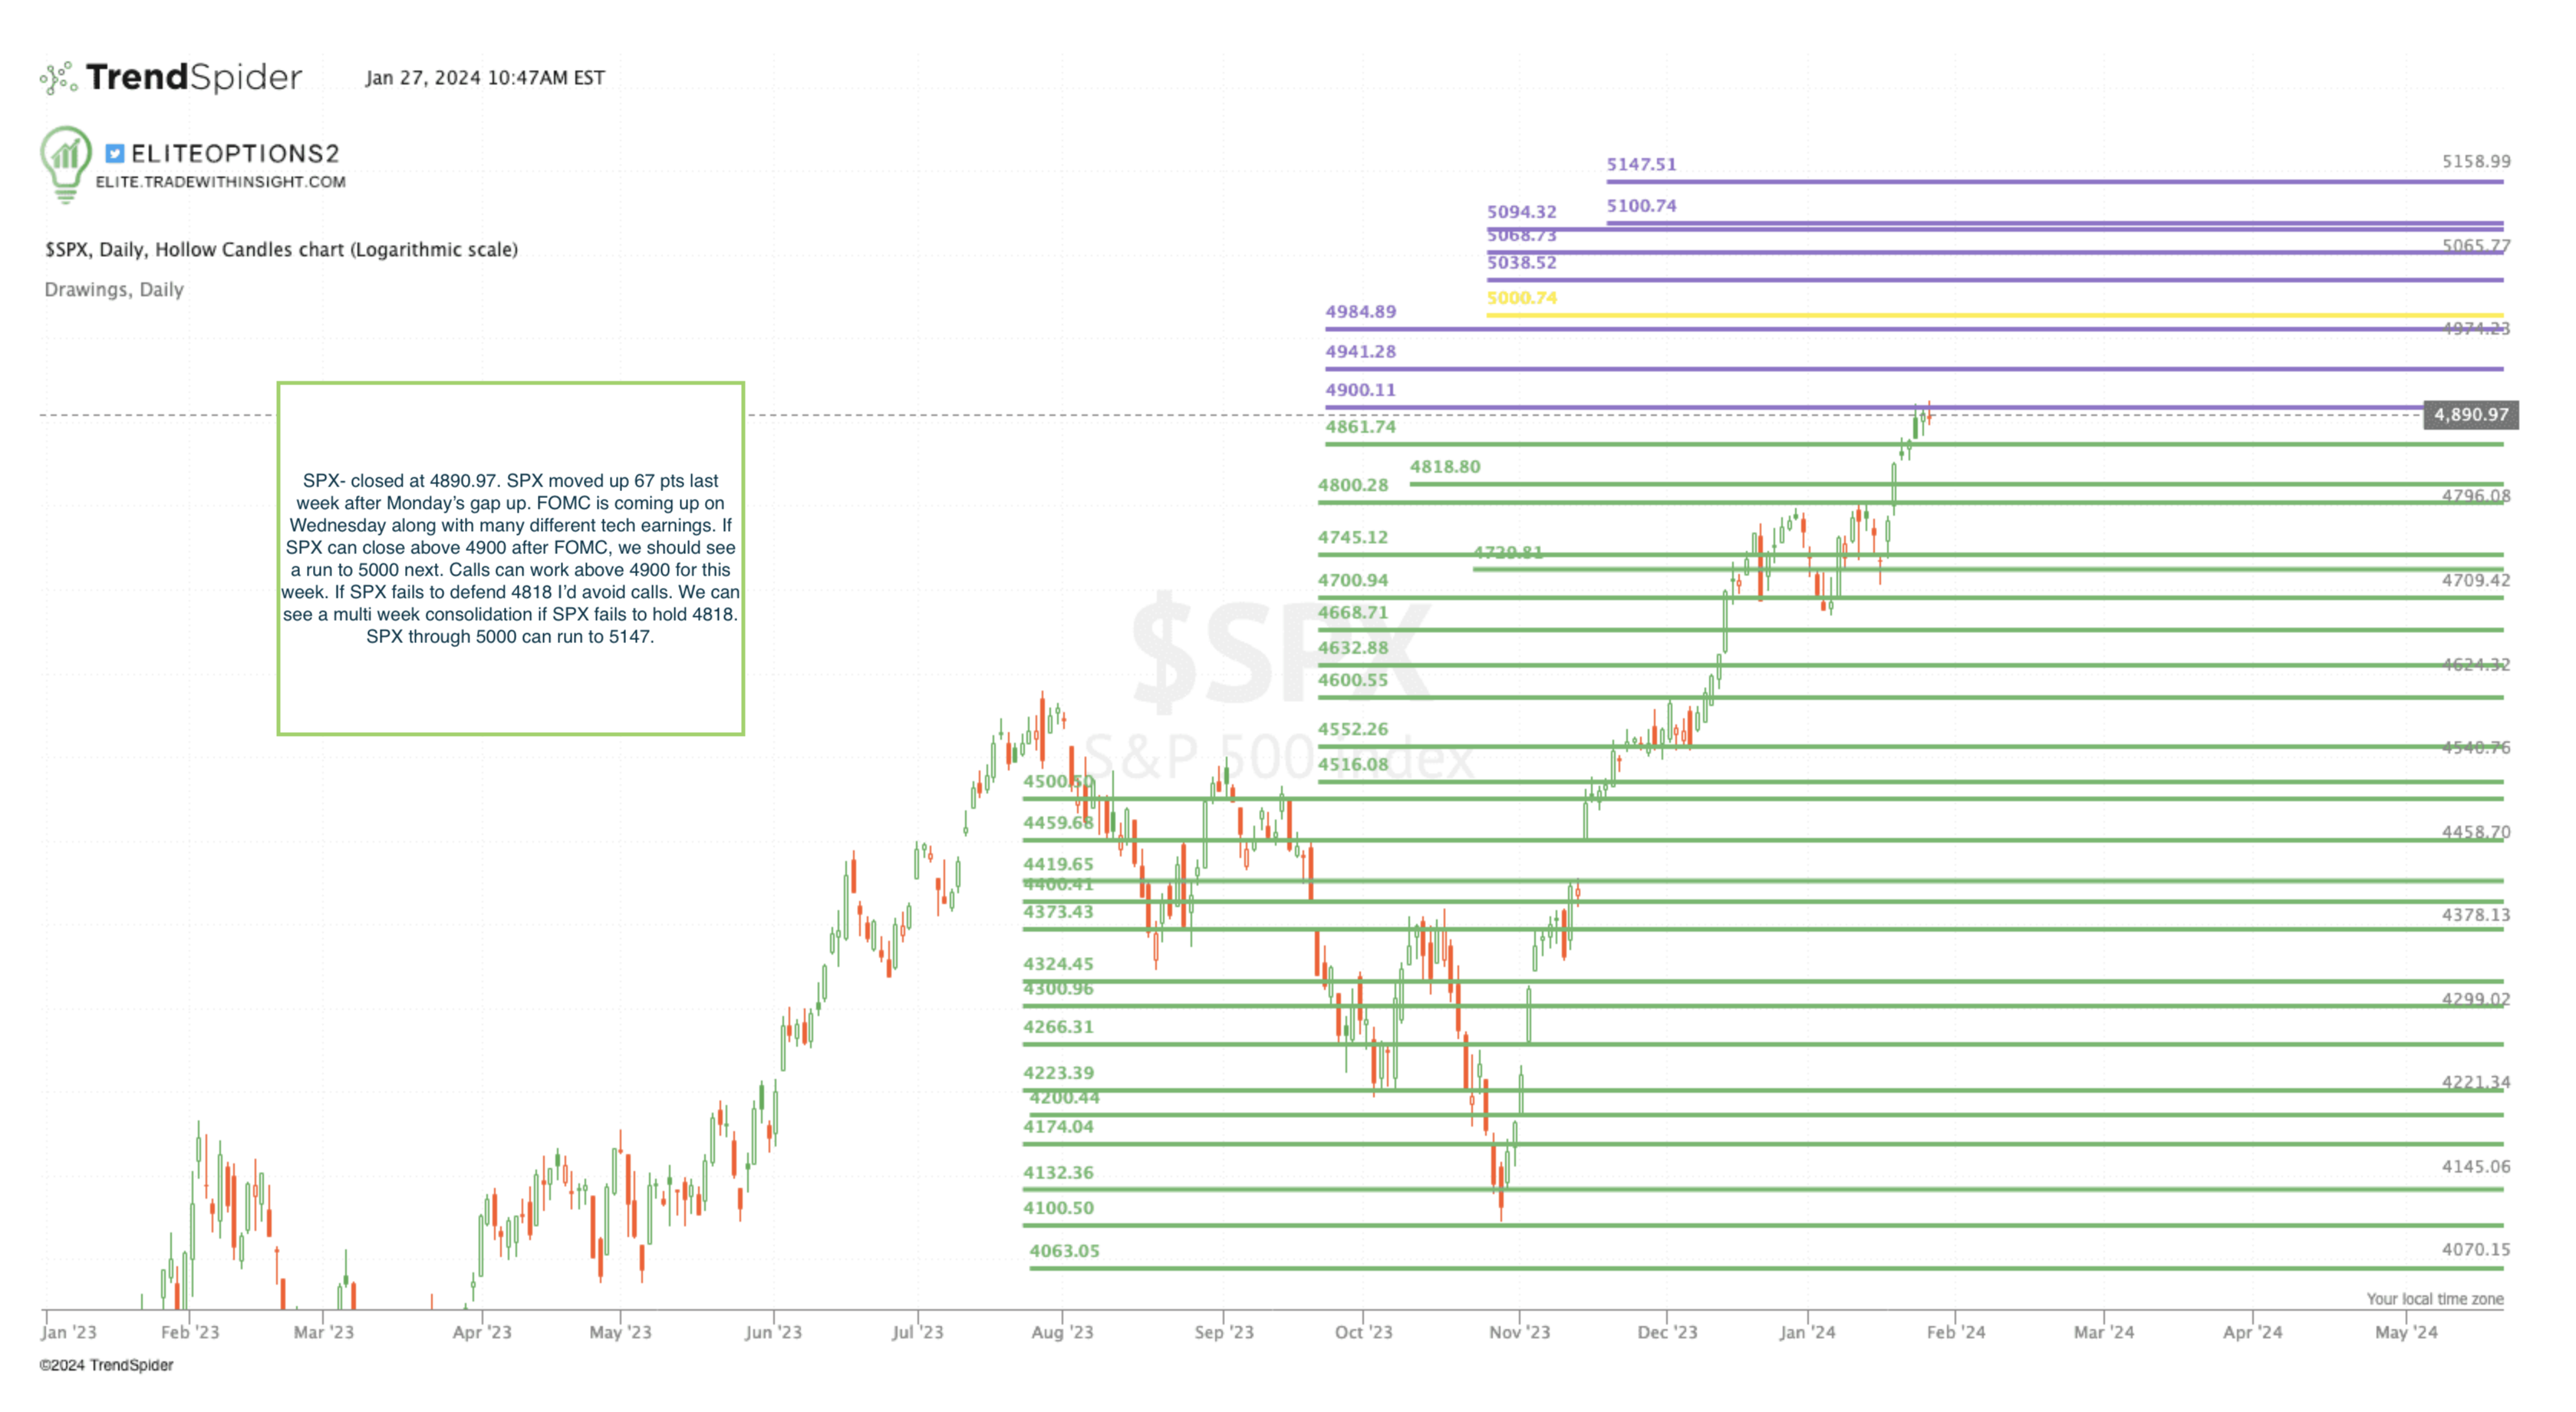 TrendSpider Jan 27, 2024 10:47AM EST
ELITEOPTIONS2
ELITE.TRADEWITHINSIGHT.COM
$SPX, Daily, Hollow Candles chart (Logarithmic scale)
Drawings, Daily
SPX- closed at 4890.97. SPX moved up 67 pts last
week after Monday’s gap up. FOMC is coming up on
Wednesday along with many different tech earnings. If
SPX can close above 4900 after FOMC, we should see
a run to 5000 next. Calls can work above 4900 for this
week. If SPX fails to defend 4818 I’d avoid calls. We can
see a multi week consolidation if SPX fails to hold 4818.
SPX through 5000 can run to 5147.
$SPX
S&P 500 Index
5147.51
5100.74
5094.32
5068.73
5038.52
5000.74
4984.89
4941.28
4900.11
4861.74
4818.80
4800.28
4745.12
4729.81
4700.94
4668.71
4632.88
4600.55
4552.26
4516.08
4500.50
4459.68
4419.65
4400.41
4373.43
4324.45
4300.96
4266.31
4223.39
4200.44
4174.04
4132.36
4100.50
4063.05
5158.99
5065.77
4974.23
4,890.97
4796.08
4709.42
4624.32
4540.76
4458.70
4378.13
4299.02
4221.34
4145.06
4070.15
Your local time zone
Jan '23 Feb '23 Mar '23 Apr '23 May '23 Jun '23 Jul '23 Aug '23 Sep '23 Oct '23 Nov '23 Dec '23 Jan '24 Feb '24 Mar '24 Apr '24 May '24
©2024 TrendSpider